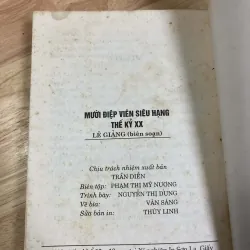 MƯỜI ĐIỆP VIÊN SIÊU HẠNG
THẾ KỶ XX
LÊ GIẢNG (biên soạn)
Chịu trách nhiệm xuất bản
TRẦN DIỄN
Biên tập: PHẠM THỊ MỸ NƯƠNG
Trình bày: NGUYỄN THỊ DUNG
Vẽ bìa: VĂN SÁNG
Sửa bản in: THÙY LINH